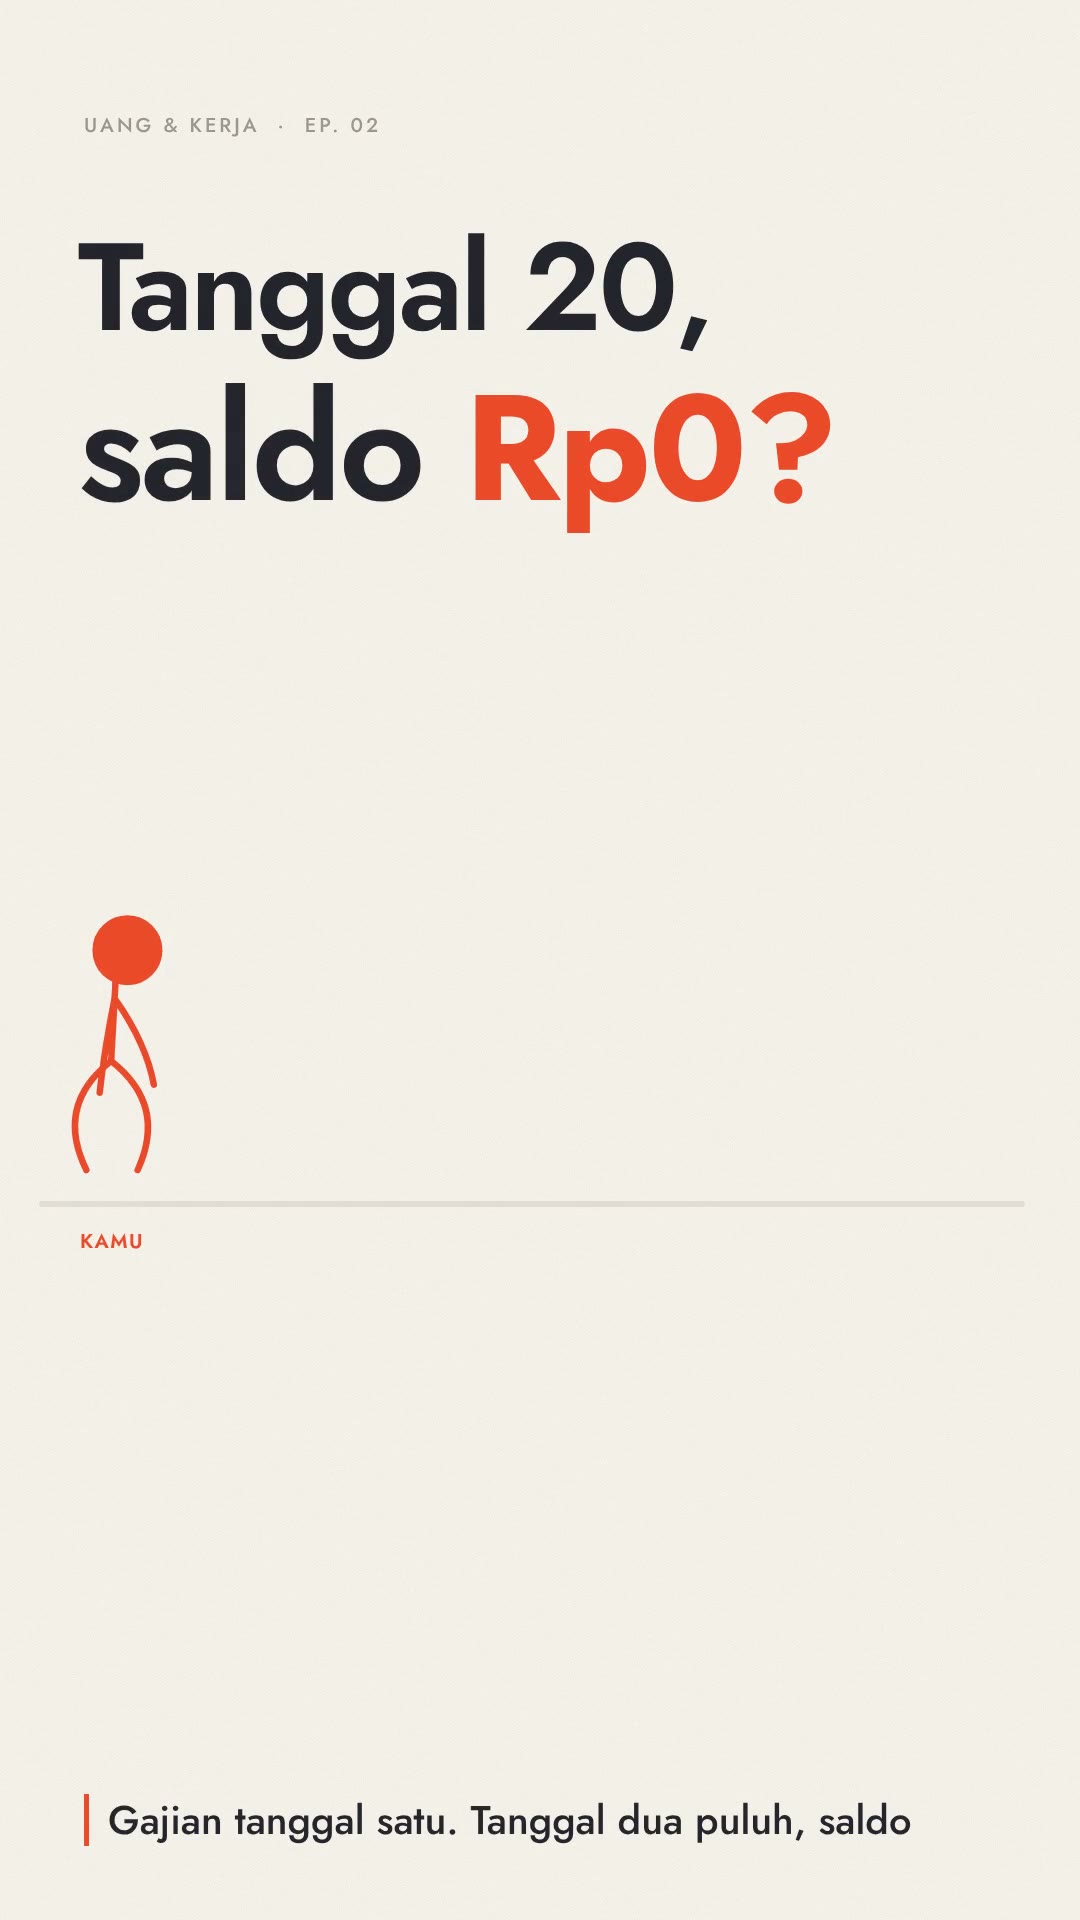 UANG & KERJA · EP. 02
Tanggal 20,
saldo Rp0?
KAMU
Gajian tanggal satu. Tanggal dua puluh, saldo